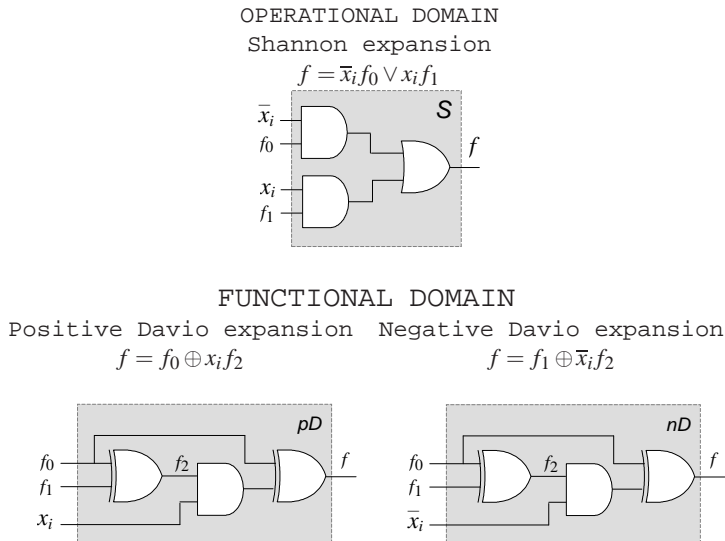 OPERATIONAL DOMAIN
Shannon expansion
f = x̄ᵢf₀ ∨ xᵢf₁
S
x̄ᵢ
f₀
f
xᵢ
f₁
FUNCTIONAL DOMAIN
Positive Davio expansion
f = f₀ ⊕ xᵢf₂
pD
f₀
f₂
f
f₁
xᵢ
Negative Davio expansion
f = f₁ ⊕ x̄ᵢf₂
nD
f₀
f₂
f
f₁
x̄ᵢ